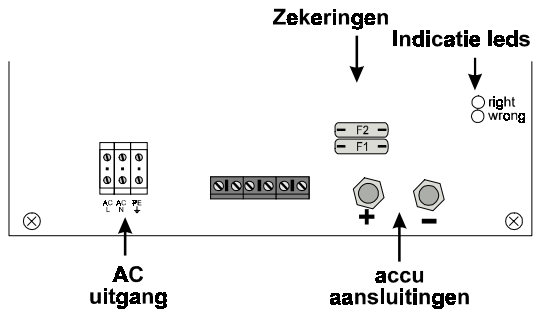 Zekeringen
Indicatie leds
right
wrong
F2
F1
AC AC PE
L N
+ −
AC
uitgang
accu
aansluitingen